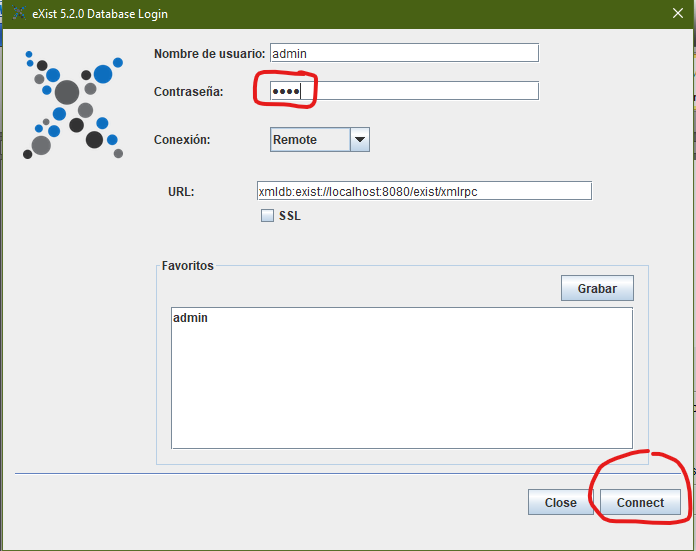 eXist 5.2.0 Database Login
Nombre de usuario: admin
Contraseña: ••••
Conexión: Remote
URL: xmldb:exist://localhost:8080/exist/xmlrpc
SSL
Favoritos
Grabar
admin
Close Connect